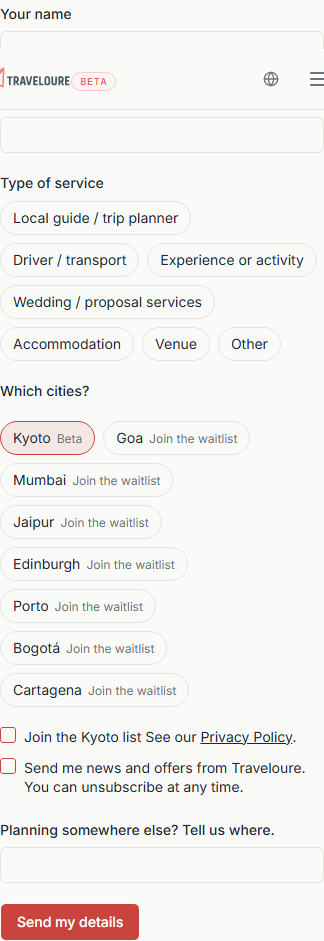 Your name
TRAVELOURE BETA
Type of service
Local guide / trip planner
Driver / transport Experience or activity
Wedding / proposal services
Accommodation Venue Other
Which cities?
Kyoto Beta Goa Join the waitlist
Mumbai Join the waitlist
Jaipur Join the waitlist
Edinburgh Join the waitlist
Porto Join the waitlist
Bogotá Join the waitlist
Cartagena Join the waitlist
Join the Kyoto list See our Privacy Policy.
Send me news and offers from Traveloure.
You can unsubscribe at any time.
Planning somewhere else? Tell us where.
Send my details